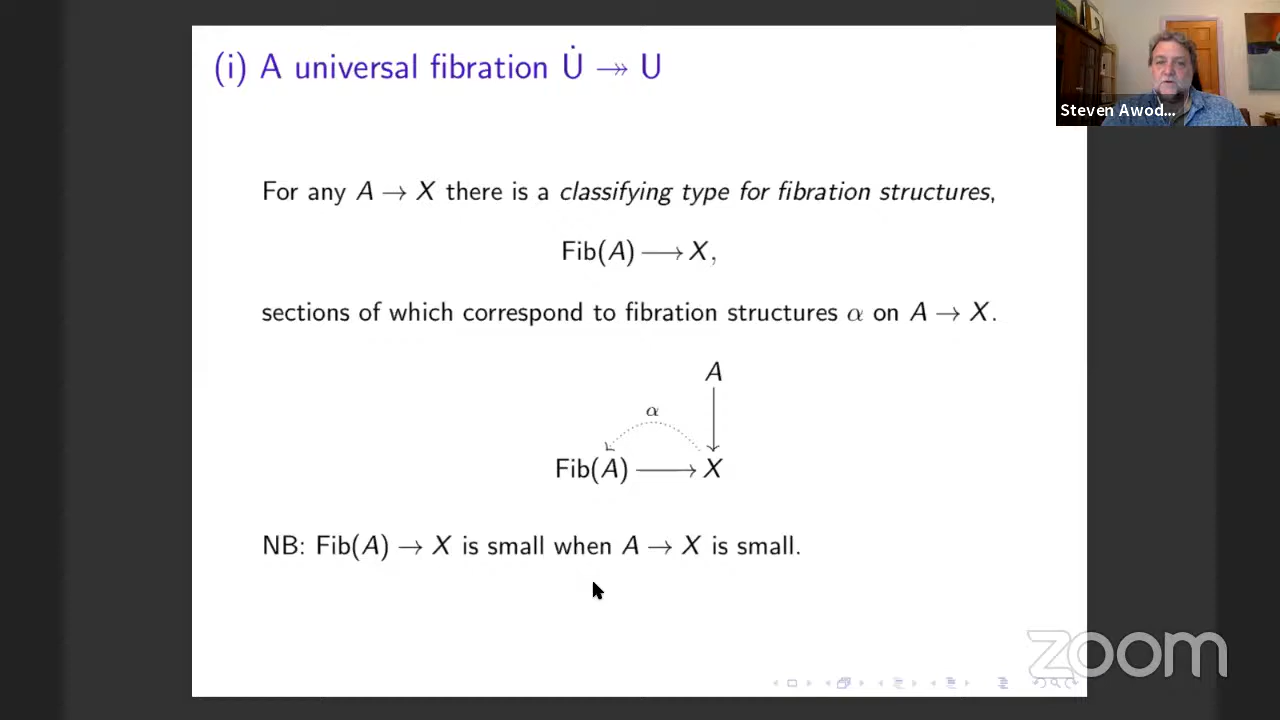 (i) A universal fibration U̇ ↠ U
Steven Awod...
For any A → X there is a classifying type for fibration structures,
Fib(A) ⟶ X,
sections of which correspond to fibration structures α on A → X.
A
α
Fib(A) ⟶ X
NB: Fib(A) → X is small when A → X is small.
zoom